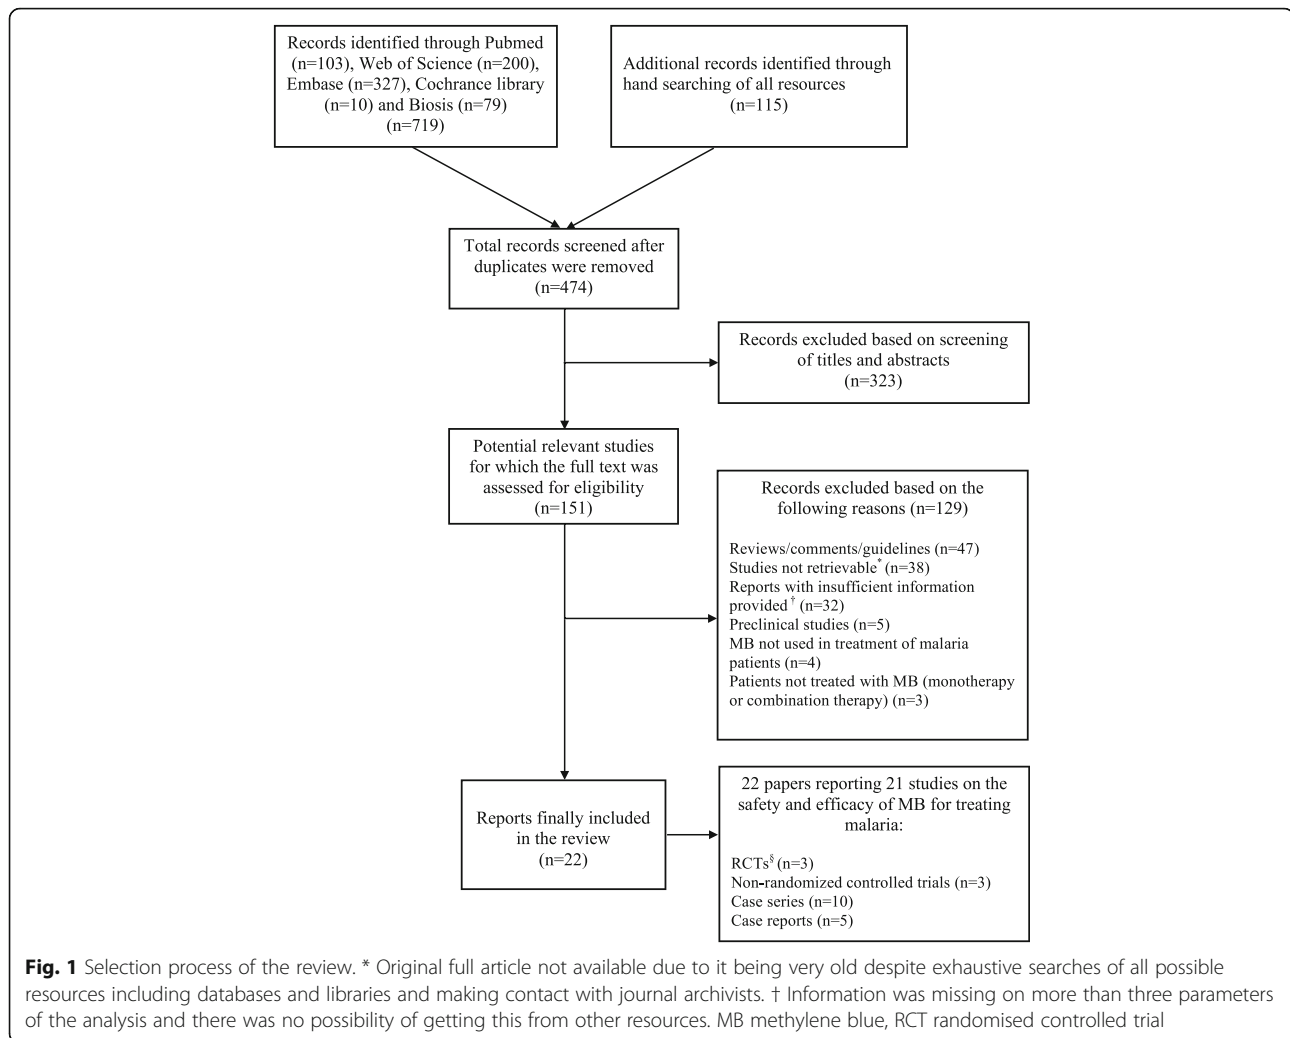 Records identified through Pubmed
(n=103), Web of Science (n=200),
Embase (n=327), Cochrance library
(n=10) and Biosis (n=79)
(n=719)
Additional records identified through
hand searching of all resources
(n=115)
Total records screened after
duplicates were removed
(n=474)
Records excluded based on screening
of titles and abstracts
(n=323)
Potential relevant studies
for which the full text was
assessed for eligibility
(n=151)
Records excluded based on the
following reasons (n=129)
Reviews/comments/guidelines (n=47)
Studies not retrievable* (n=38)
Reports with insufficient information
provided † (n=32)
Preclinical studies (n=5)
MB not used in treatment of malaria
patients (n=4)
Patients not treated with MB (monotherapy
or combination therapy) (n=3)
Reports finally included
in the review
(n=22)
22 papers reporting 21 studies on the
safety and efficacy of MB for treating
malaria:
RCTs§ (n=3)
Non-randomized controlled trials (n=3)
Case series (n=10)
Case reports (n=5)
Fig. 1 Selection process of the review. * Original full article not available due to it being very old despite exhaustive searches of all possible
resources including databases and libraries and making contact with journal archivists. † Information was missing on more than three parameters
of the analysis and there was no possibility of getting this from other resources. MB methylene blue, RCT randomised controlled trial